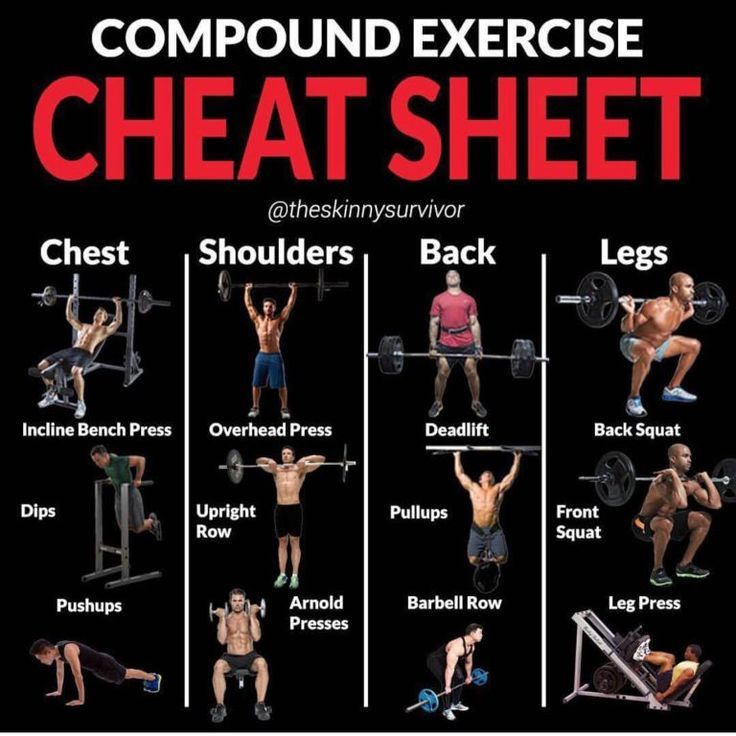 COMPOUND EXERCISE
CHEAT SHEET
@theskinnysurvivor
Chest
Incline Bench Press
Dips
Pushups
Shoulders
Overhead Press
Upright
Row
Arnold
Presses
Back
Deadlift
Pullups
Barbell Row
Legs
Back Squat
Front
Squat
Leg Press